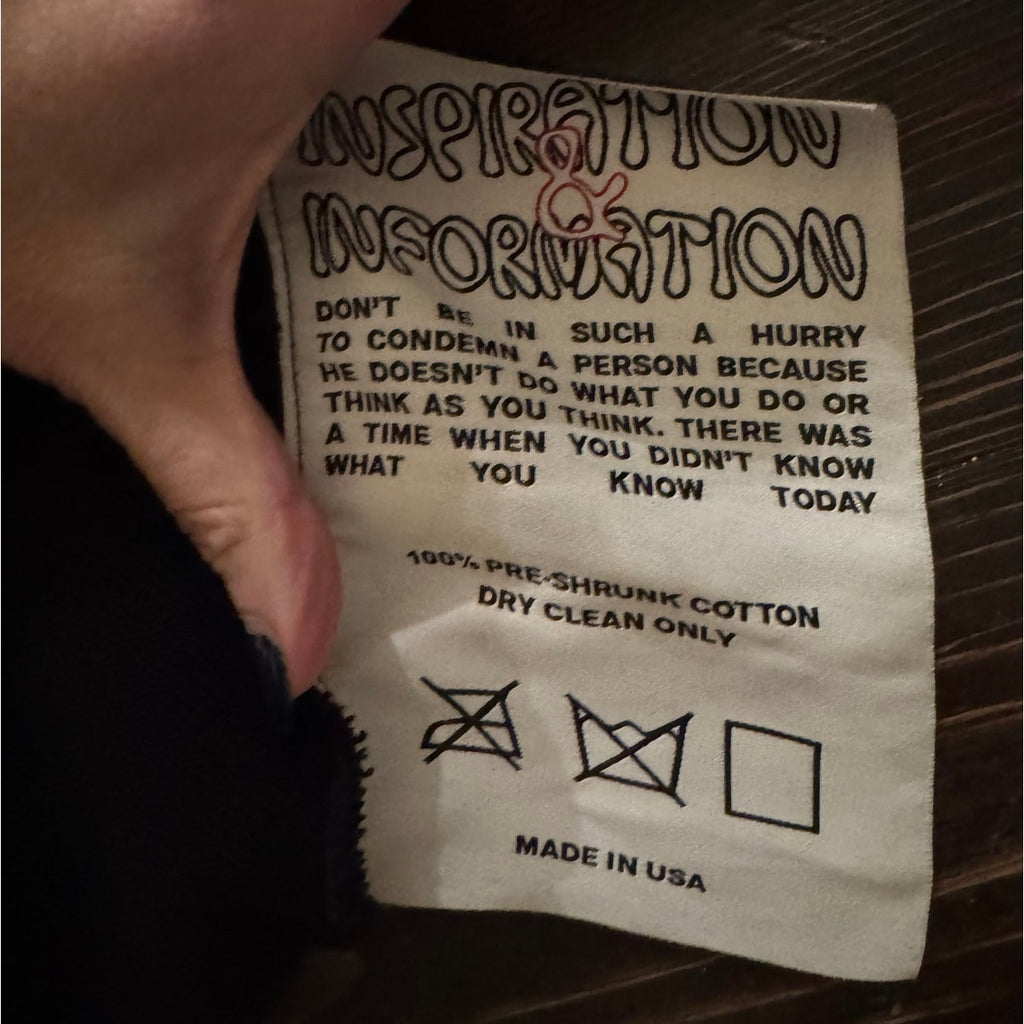 INSPIRATION
&
INFORMATION
DON'T BE IN SUCH A HURRY
TO CONDEMN A PERSON BECAUSE
HE DOESN'T DO WHAT YOU DO OR
THINK AS YOU THINK. THERE WAS
A TIME WHEN YOU DIDN'T KNOW
WHAT YOU KNOW TODAY
100% PRE-SHRUNK COTTON
DRY CLEAN ONLY
MADE IN USA